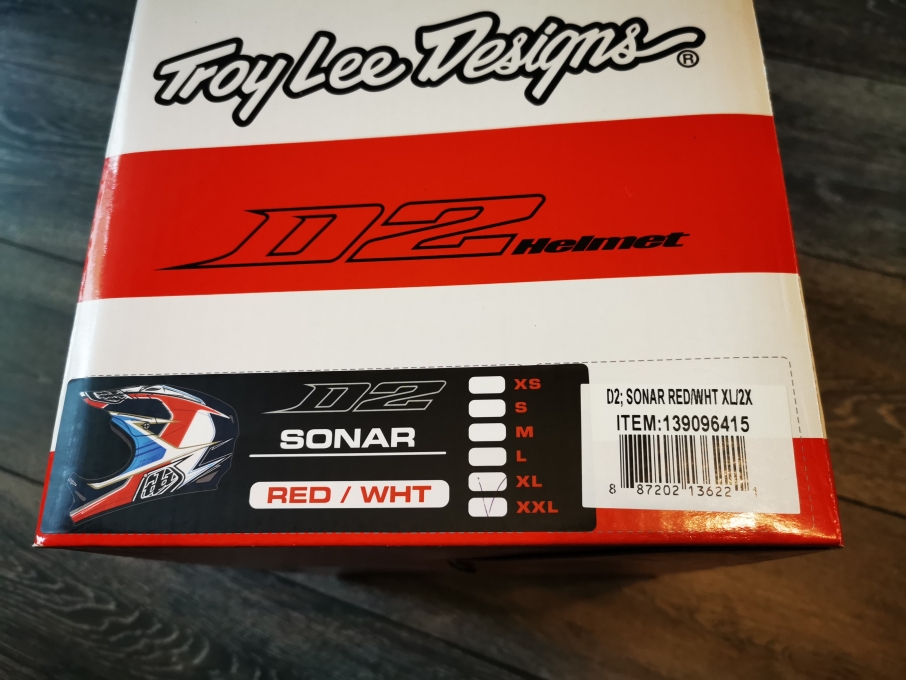 Troy Lee Designs®
D2 Helmet
D2
SONAR
RED / WHT
XS
S
M
L
XL
XXL
D2; SONAR RED/WHT XL/2X
ITEM:139096415
8 87202 13622